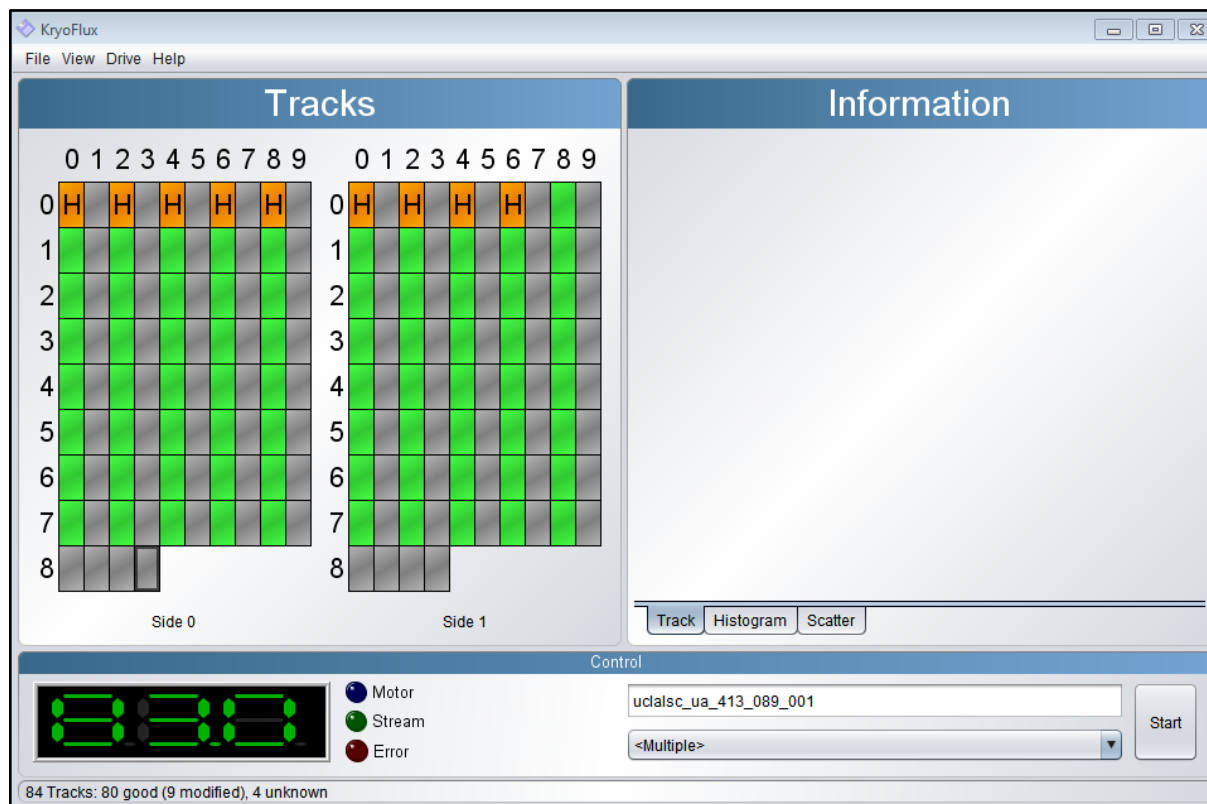 KryoFlux
File View Drive Help
Tracks
0 1 2 3 4 5 6 7 8 9 0 1 2 3 4 5 6 7 8 9
0 H H H H H 0 H H H H
1 1
2 2
3 3
4 4
5 5
6 6
7 7
8 8
Side 0 Side 1
Information
Track Histogram Scatter
Control
83.0
Motor
Stream
Error
uclalsc_ua_413_089_001
<Multiple>
Start
84 Tracks: 80 good (9 modified), 4 unknown